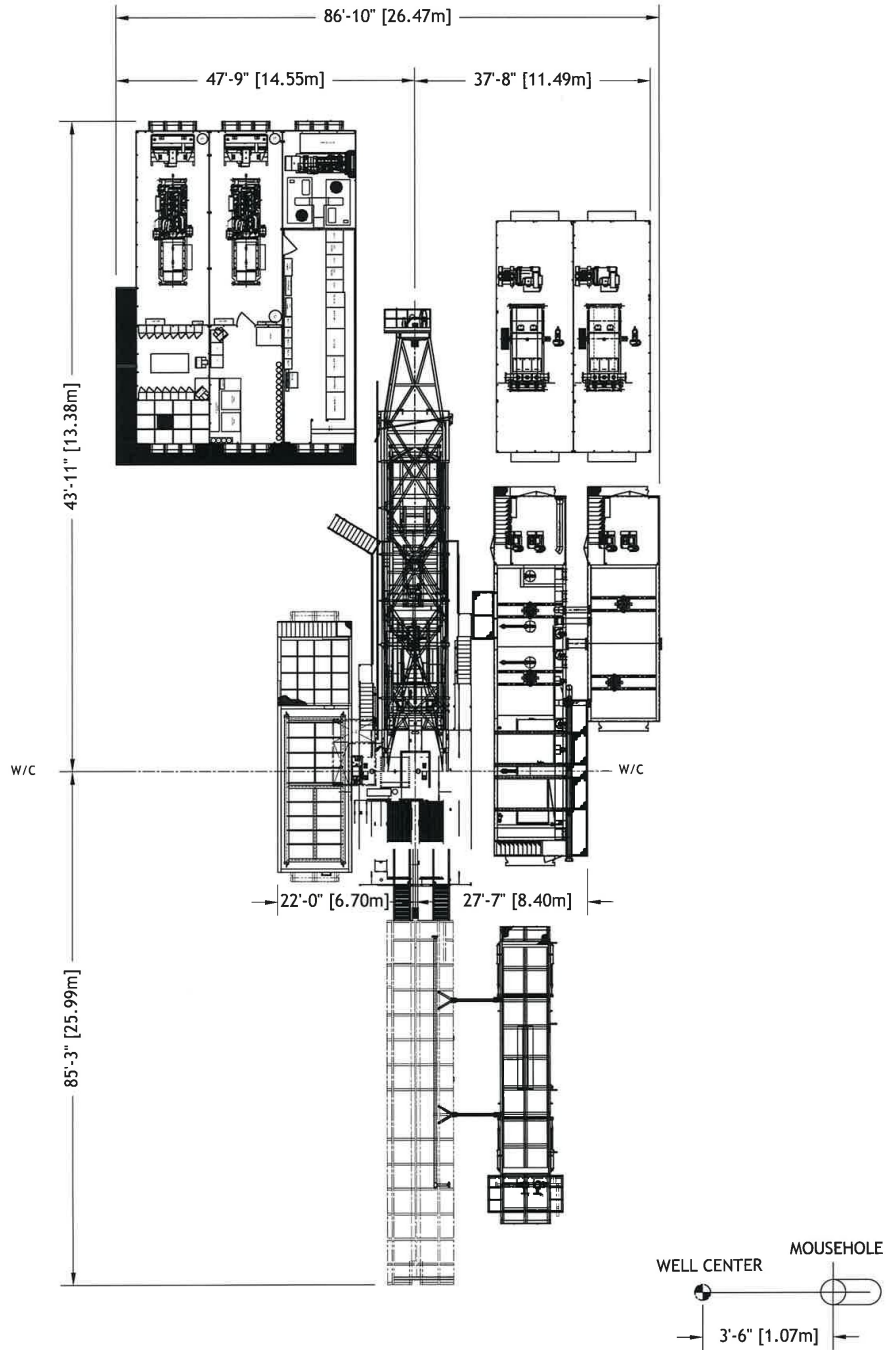 86'-10" [26.47m]
47'-9" [14.55m]
37'-8" [11.49m]
43'-11" [13.38m]
W/C
W/C
22'-0" [6.70m]
27'-7" [8.40m]
85'-3" [25.99m]
MOUSEHOLE
WELL CENTER
3'-6" [1.07m]